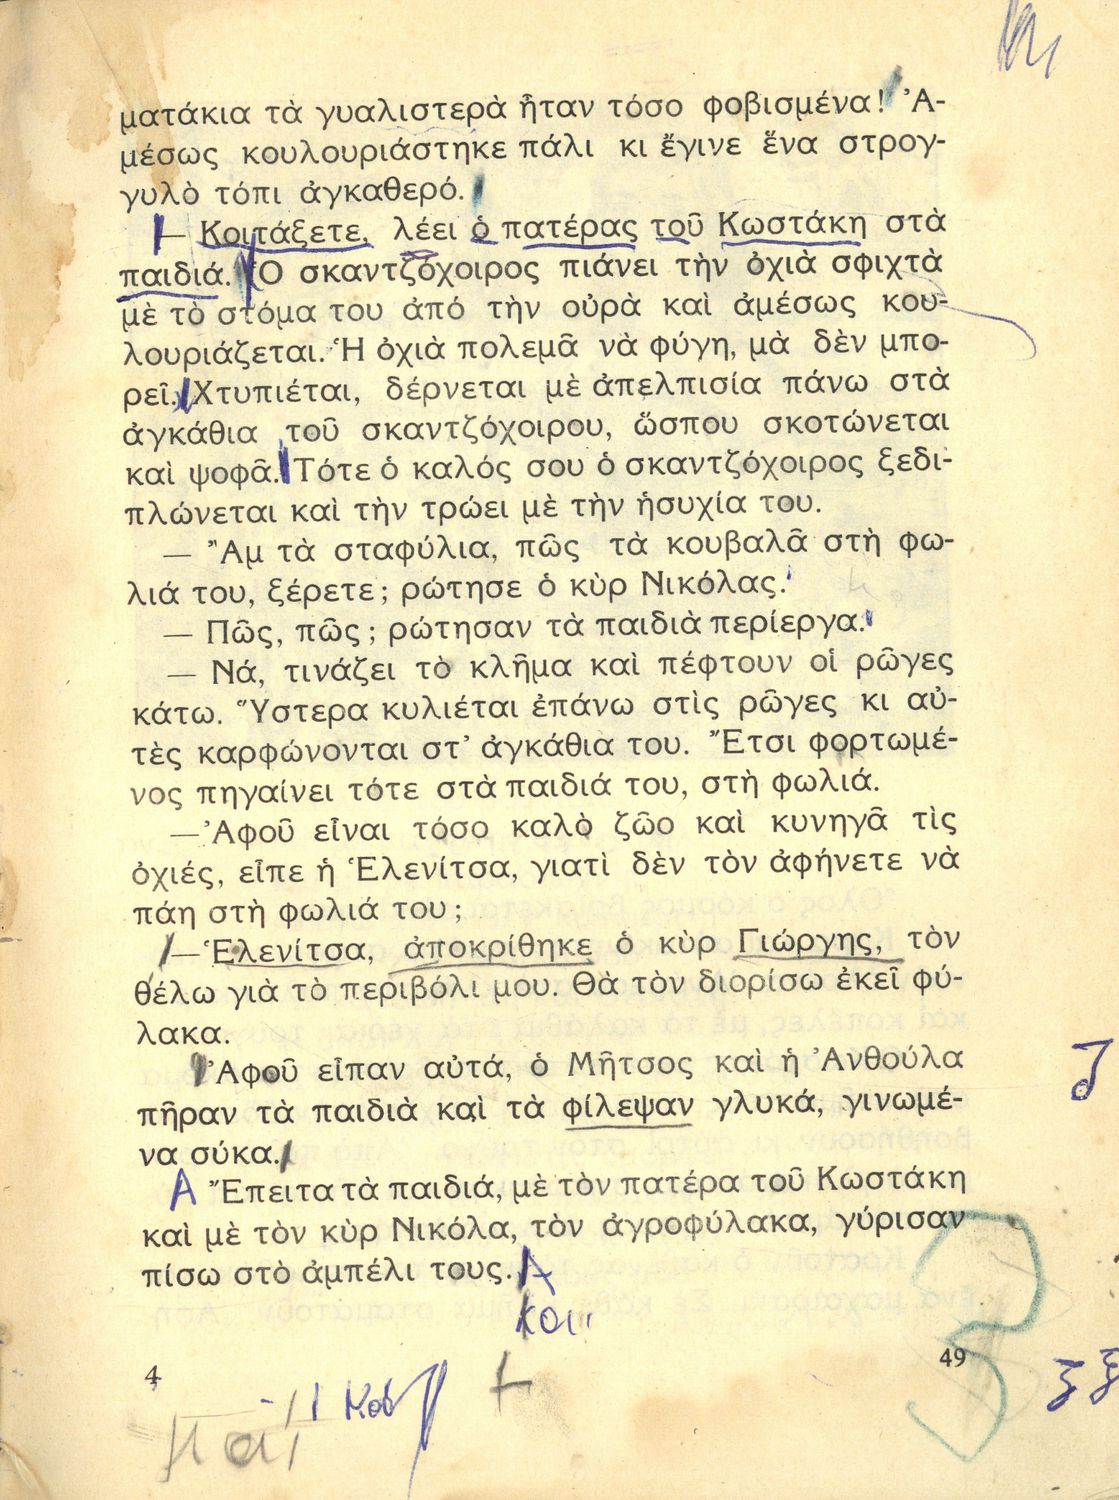 ματάκια τὰ γυαλιστερὰ ἦταν τόσο φοβισμένα! Ἀ-
μέσως κουλουριάστηκε πάλι κι ἔγινε ἕνα στρογ-
γυλὸ τόπι ἀγκαθερό.
— Κοιτάξετε, λέει ὁ πατέρας τοῦ Κωστάκη στὰ
παιδιά. Ὁ σκαντζόχοιρος πιάνει τὴν ὀχιὰ σφιχτὰ
μὲ τὸ στόμα του ἀπό τὴν οὐρὰ καὶ ἀμέσως κου-
λουριάζεται. Ἡ ὀχιὰ πολεμᾶ νὰ φύγη, μὰ δὲν μπο-
ρεῖ. Χτυπιέται, δέρνεται μὲ ἀπελπισία πάνω στὰ
ἀγκάθια τοῦ σκαντζόχοιρου, ὥσπου σκοτώνεται
καὶ ψοφᾶ. Τότε ὁ καλός σου ὁ σκαντζόχοιρος ξεδι-
πλώνεται καὶ τὴν τρώει μὲ τὴν ἡσυχία του.
— Ἂμ τὰ σταφύλια, πῶς τὰ κουβαλᾶ στὴ φω-
λιά του, ξέρετε; ρώτησε ὁ κὺρ Νικόλας.
— Πῶς, πῶς; ρώτησαν τὰ παιδιὰ περίεργα.
— Νά, τινάζει τὸ κλῆμα καὶ πέφτουν οἱ ρῶγες
κάτω. Ὕστερα κυλιέται ἐπάνω στὶς ρῶγες κι αὐ-
τὲς καρφώνονται στ' ἀγκάθια του. Ἔτσι φορτωμέ-
νος πηγαίνει τότε στὰ παιδιά του, στὴ φωλιά.
—Ἀφοῦ εἶναι τόσο καλὸ ζῶο καὶ κυνηγᾶ τὶς
ὀχιές, εἶπε ἡ Ἑλενίτσα, γιατὶ δὲν τὸν ἀφήνετε νὰ
πάη στὴ φωλιά του;
—Ἑλενίτσα, ἀποκρίθηκε ὁ κὺρ Γιώργης, τὸν
θέλω γιὰ τὸ περιβόλι μου. Θὰ τὸν διορίσω ἐκεῖ φύ-
λακα.
Ἀφοῦ εἶπαν αὐτά, ὁ Μῆτσος καὶ ἡ Ἀνθούλα
πῆραν τὰ παιδιὰ καὶ τὰ φίλεψαν γλυκά, γινωμέ-
να σύκα.
Α Ἔπειτα τὰ παιδιά, μὲ τὸν πατέρα τοῦ Κωστάκη
καὶ μὲ τὸν κὺρ Νικόλα, τὸν ἀγροφύλακα, γύρισαν
πίσω στὸ ἀμπέλι τους. Α
και
4 49
ξ ξ